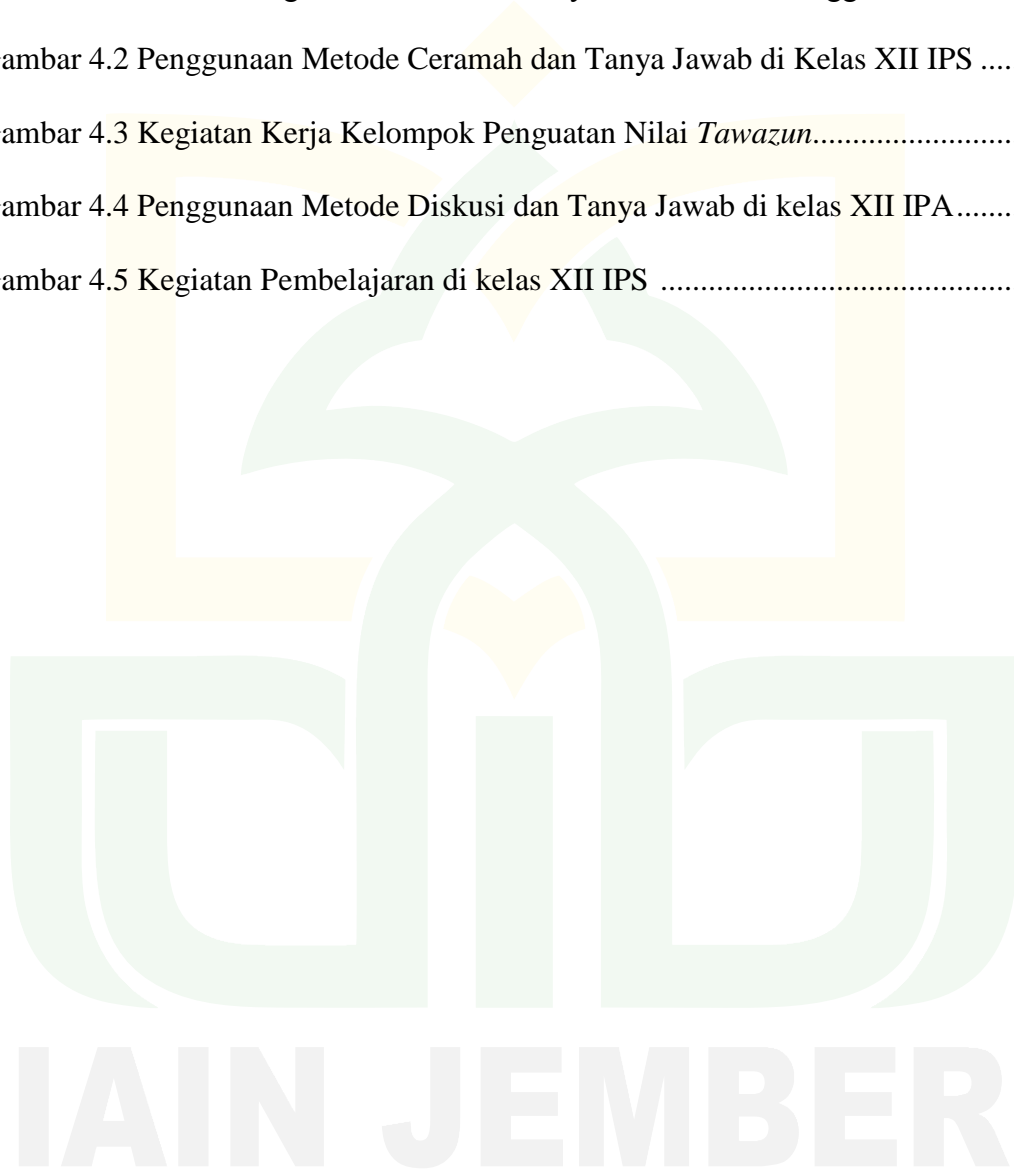 ambar 4.2 Penggunaan Metode Ceramah dan Tanya Jawab di Kelas XII IPS ....
ambar 4.3 Kegiatan Kerja Kelompok Penguatan Nilai Tawazun.........................
ambar 4.4 Penggunaan Metode Diskusi dan Tanya Jawab di kelas XII IPA.......
ambar 4.5 Kegiatan Pembelajaran di kelas XII IPS .............................................
IAIN JEMBER